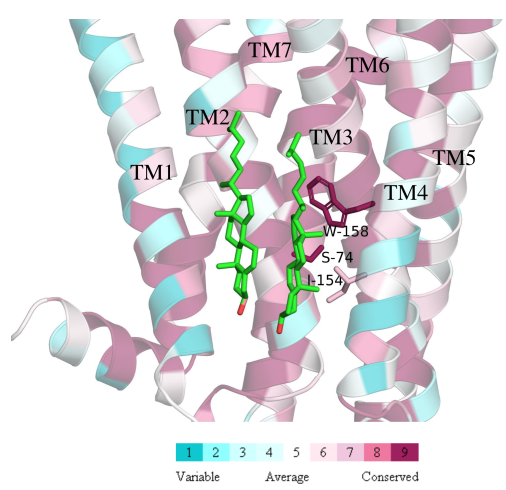 TM7
TM6
TM2
TM3
TM5
TM1
TM4
W-158
S-74
I-154
1 2 3 4 5 6 7 8 9
Variable Average Conserved